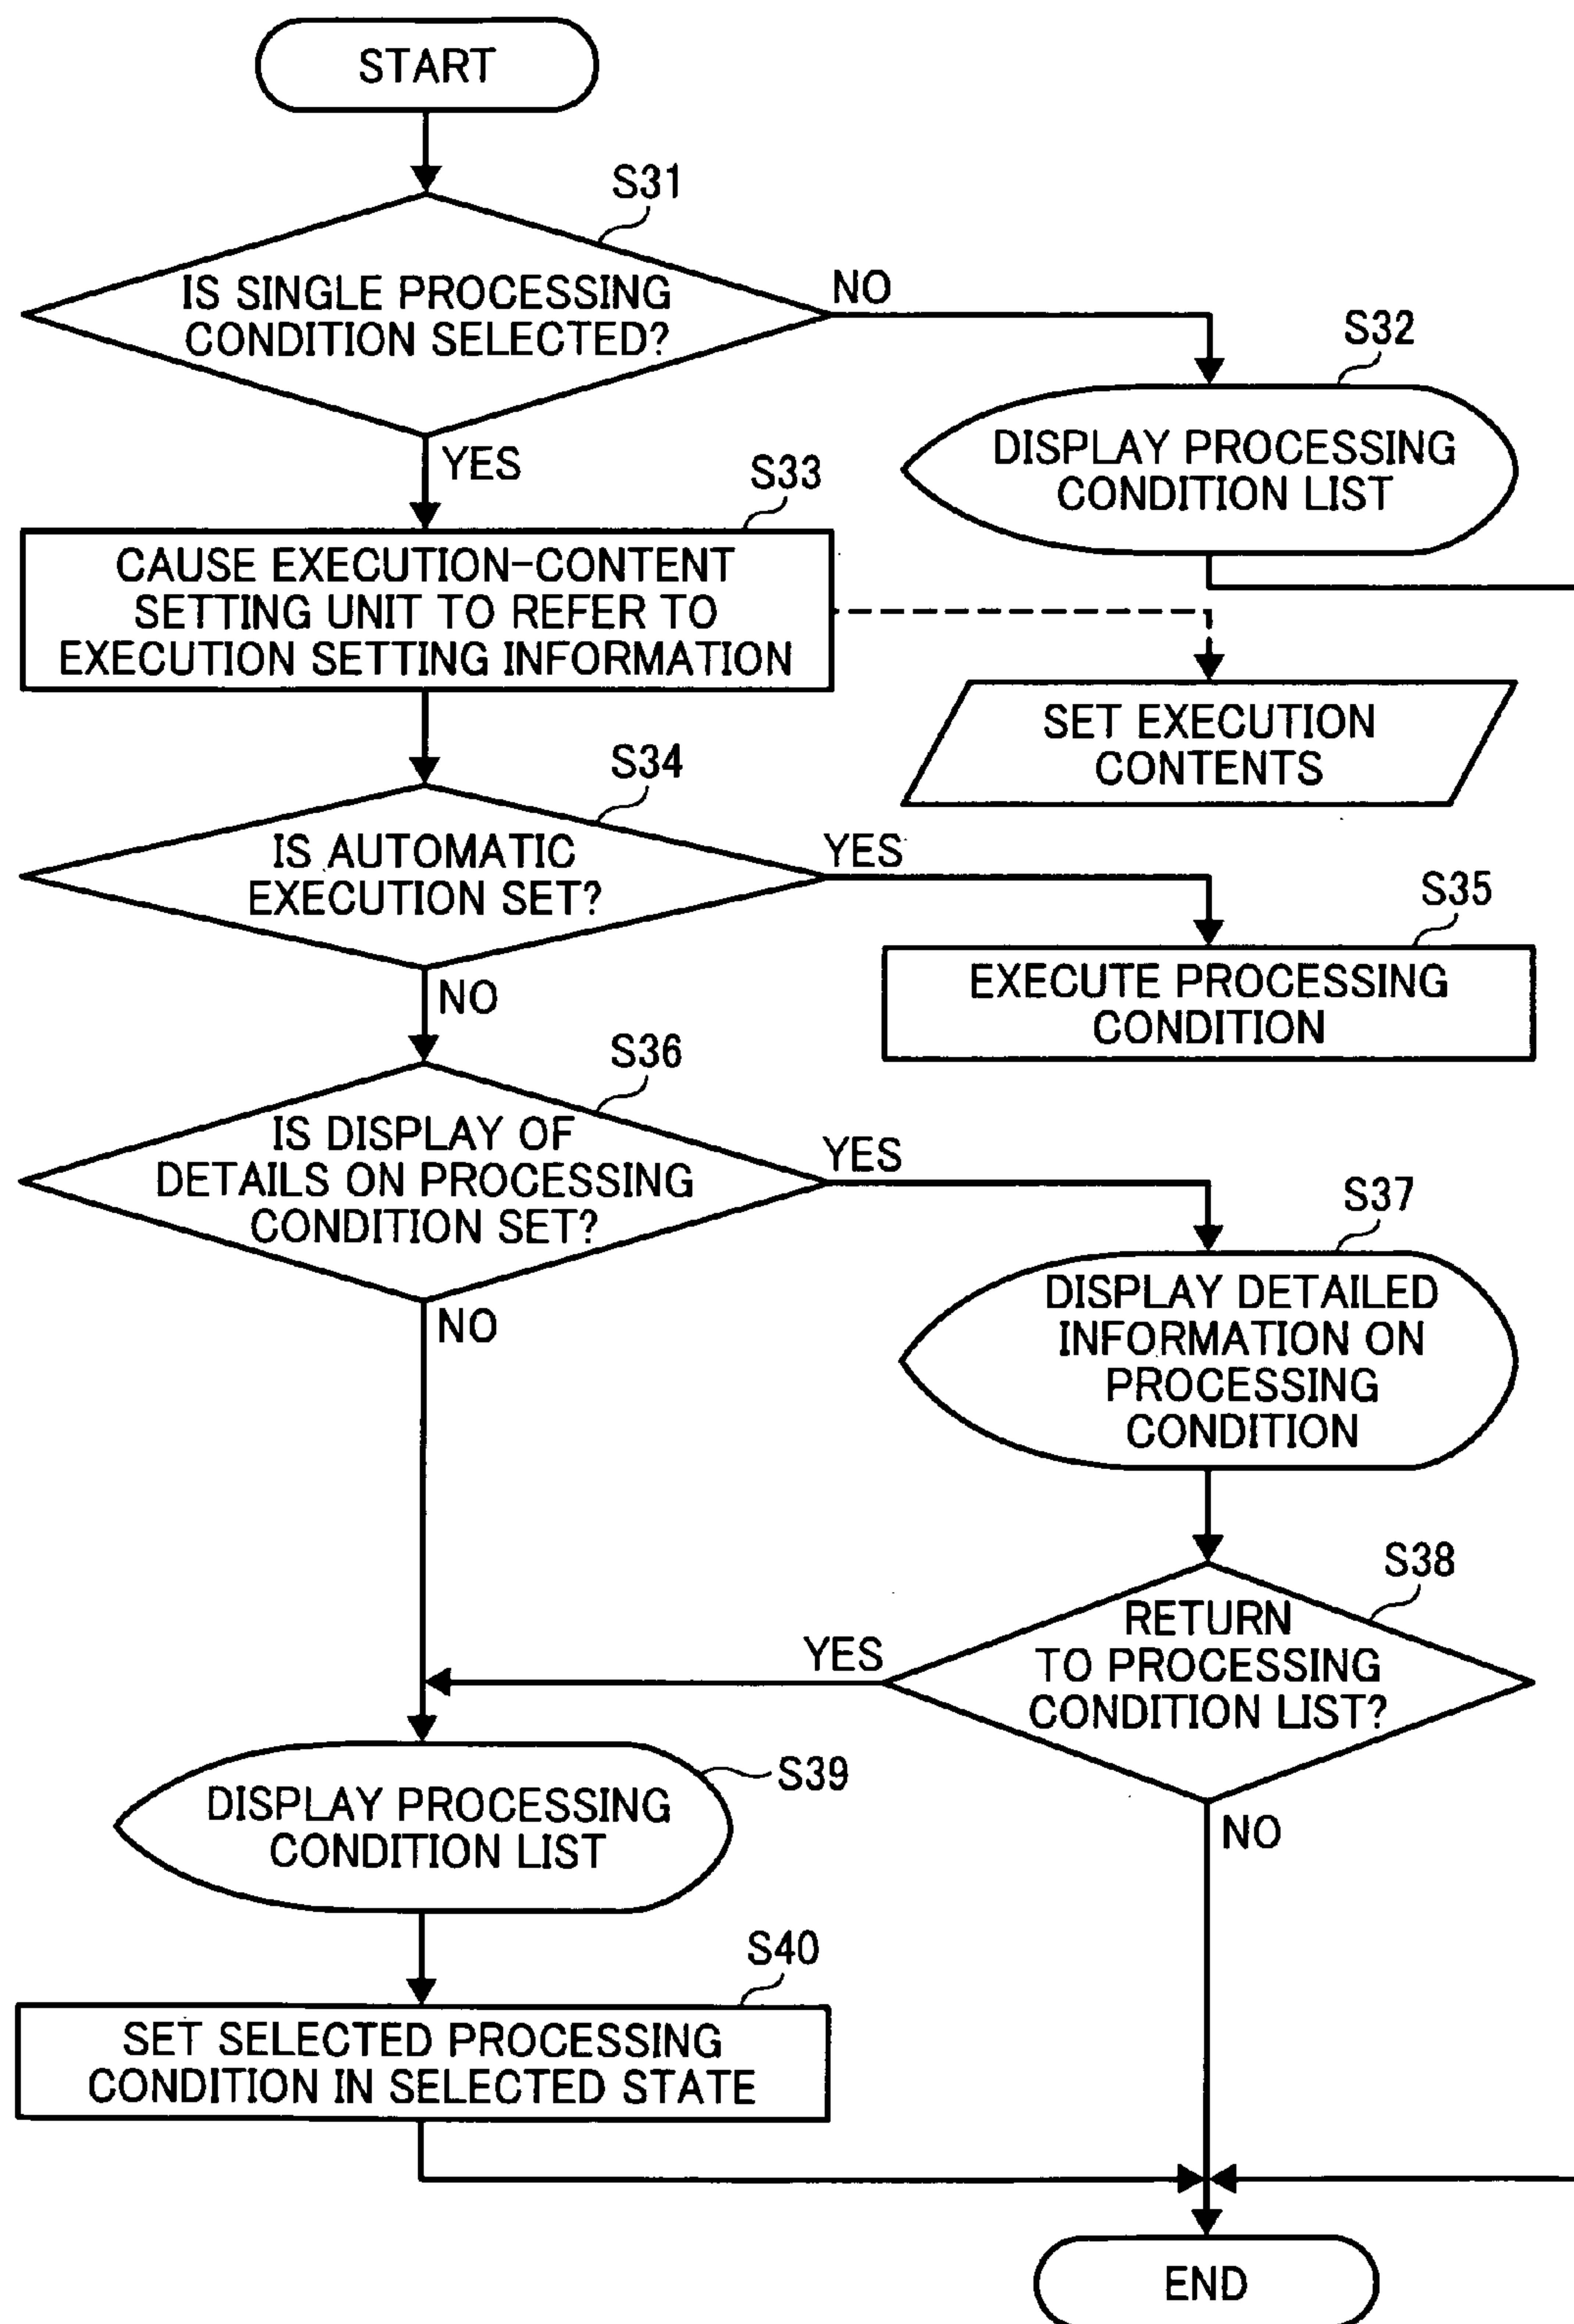 START
S31
IS SINGLE PROCESSING
CONDITION SELECTED?
NO
S32
DISPLAY PROCESSING
CONDITION LIST
YES
S33
CAUSE EXECUTION-CONTENT
SETTING UNIT TO REFER TO
EXECUTION SETTING INFORMATION
SET EXECUTION
CONTENTS
S34
IS AUTOMATIC
EXECUTION SET?
YES
S35
EXECUTE PROCESSING
CONDITION
NO
S36
IS DISPLAY OF
DETAILS ON PROCESSING
CONDITION SET?
YES
S37
DISPLAY DETAILED
INFORMATION ON
PROCESSING
CONDITION
NO
S38
RETURN
TO PROCESSING
CONDITION LIST?
YES
S39
DISPLAY PROCESSING
CONDITION LIST
NO
S40
SET SELECTED PROCESSING
CONDITION IN SELECTED STATE
END